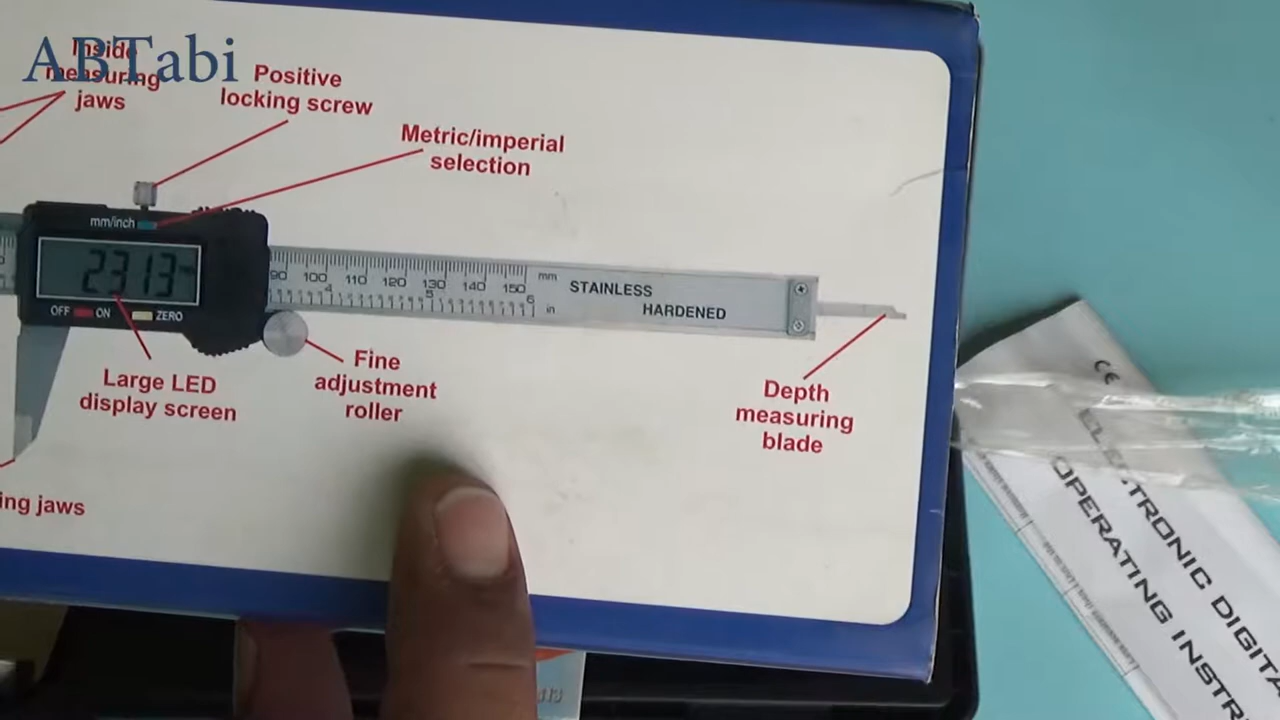 ABTabi
Inside
measuring
jaws
Positive
locking screw
Metric/imperial
selection
mm/inch
2313
OFF ON ZERO
90 100 110 120 130 140 150 mm
4 5 6 in
STAINLESS
HARDENED
Large LED
display screen
Fine
adjustment
roller
Depth
measuring
blade
ing jaws
CE
ELECTRONIC DIGITA
OPERATING INSTR